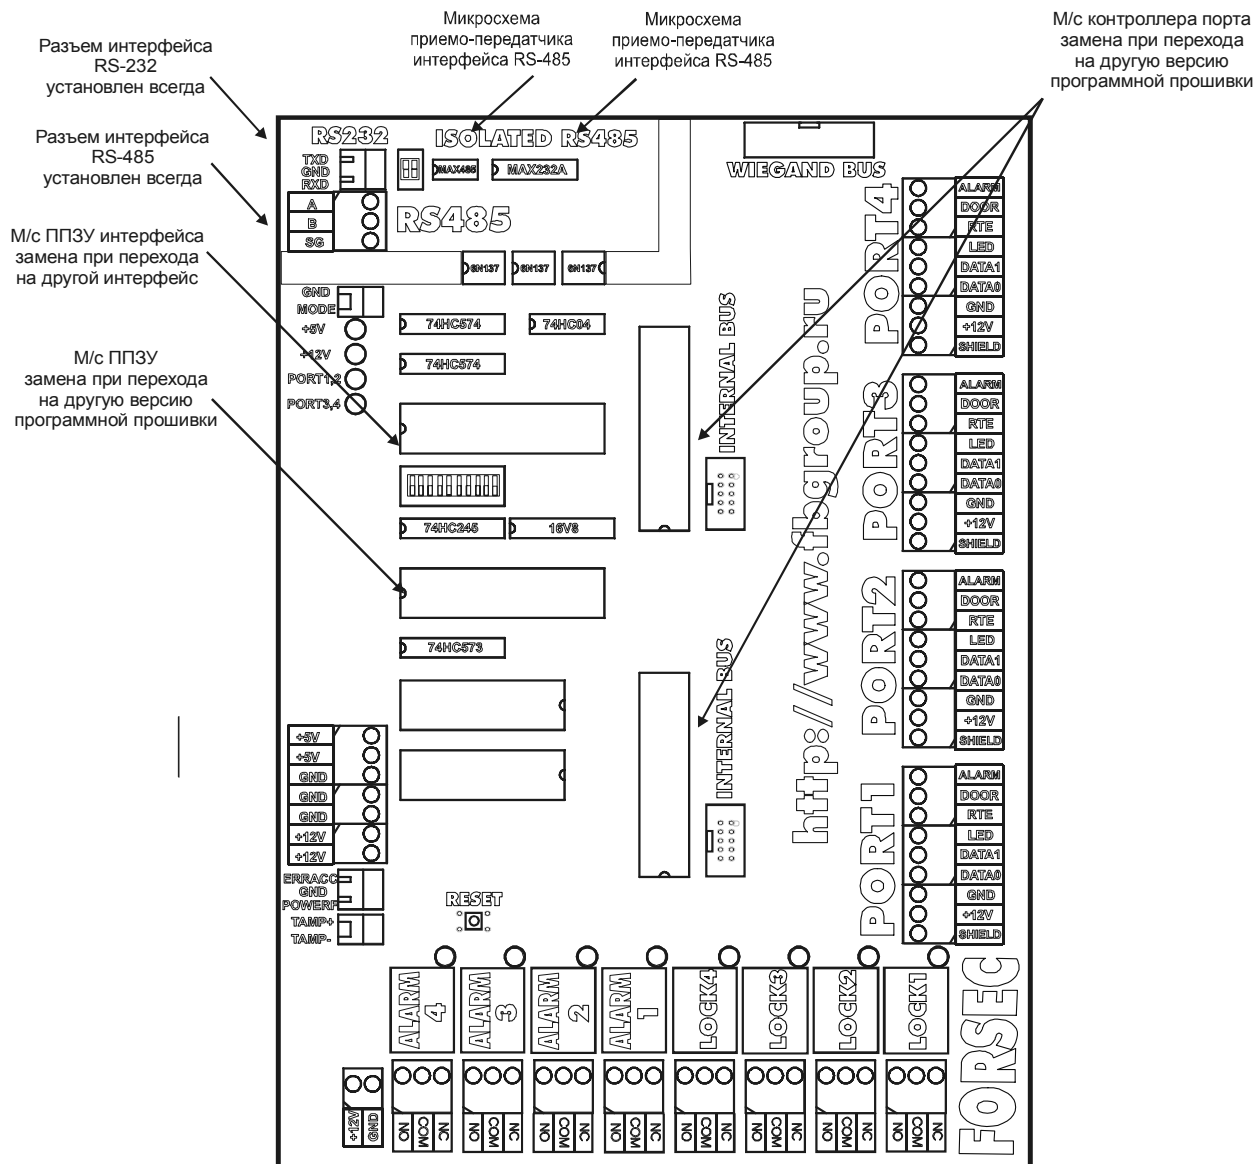 Разъем интерфейса
RS-232
установлен всегда
Микросхема
приемо-передатчика
интерфейса RS-485
Микросхема
приемо-передатчика
интерфейса RS-485
М/с контроллера порта
замена при перехода
на другую версию
программной прошивки
Разъем интерфейса
RS-485
установлен всегда
М/с ППЗУ интерфейса
замена при перехода
на другой интерфейс
М/с ППЗУ
замена при перехода
на другую версию
программной прошивки
RS232
ISOLATED RS485
TXD
GND
RXD
MAX485
MAX232A
WIEGAND BUS
A
B
SG
RS485
6N137
6N137
6N137
GND
MODE
+5V
+12V
PORT1,2
PORT3,4
74HC574
74HC04
74HC574
74HC245
16V8
74HC573
INTERNAL BUS
INTERNAL BUS
http://www.fbgroup.ru
PORT4
ALARM
DOOR
RTE
LED
DATA1
DATA0
GND
+12V
SHIELD
PORT3
ALARM
DOOR
RTE
LED
DATA1
DATA0
GND
+12V
SHIELD
PORT2
ALARM
DOOR
RTE
LED
DATA1
DATA0
GND
+12V
SHIELD
PORT1
ALARM
DOOR
RTE
LED
DATA1
DATA0
GND
+12V
SHIELD
+5V
+5V
GND
GND
GND
+12V
+12V
ERRACC
GND
POWERF
TAMP+
TAMP-
RESET
ALARM
4
ALARM
3
ALARM
2
ALARM
1
LOCK4
LOCK3
LOCK2
LOCK1
FORSEC
+12V
GND
NO
COM
NC
NO
COM
NC
NO
COM
NC
NO
COM
NC
NO
COM
NC
NO
COM
NC
NO
COM
NC
NO
COM
NC